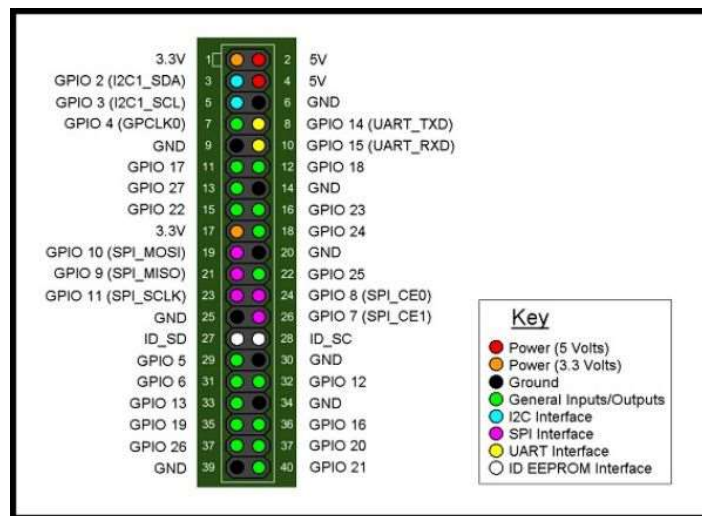 3.3V 1 2 5V
GPIO 2 (I2C1_SDA) 3 4 5V
GPIO 3 (I2C1_SCL) 5 6 GND
GPIO 4 (GPCLK0) 7 8 GPIO 14 (UART_TXD)
GND 9 10 GPIO 15 (UART_RXD)
GPIO 17 11 12 GPIO 18
GPIO 27 13 14 GND
GPIO 22 15 16 GPIO 23
3.3V 17 18 GPIO 24
GPIO 10 (SPI_MOSI) 19 20 GND
GPIO 9 (SPI_MISO) 21 22 GPIO 25
GPIO 11 (SPI_SCLK) 23 24 GPIO 8 (SPI_CE0)
GND 25 26 GPIO 7 (SPI_CE1)
ID_SD 27 28 ID_SC
GPIO 5 29 30 GND
GPIO 6 31 32 GPIO 12
GPIO 13 33 34 GND
GPIO 19 35 36 GPIO 16
GPIO 26 37 37 GPIO 20
GND 39 40 GPIO 21
Key
Power (5 Volts)
Power (3.3 Volts)
Ground
General Inputs/Outputs
I2C Interface
SPI Interface
UART Interface
ID EEPROM Interface